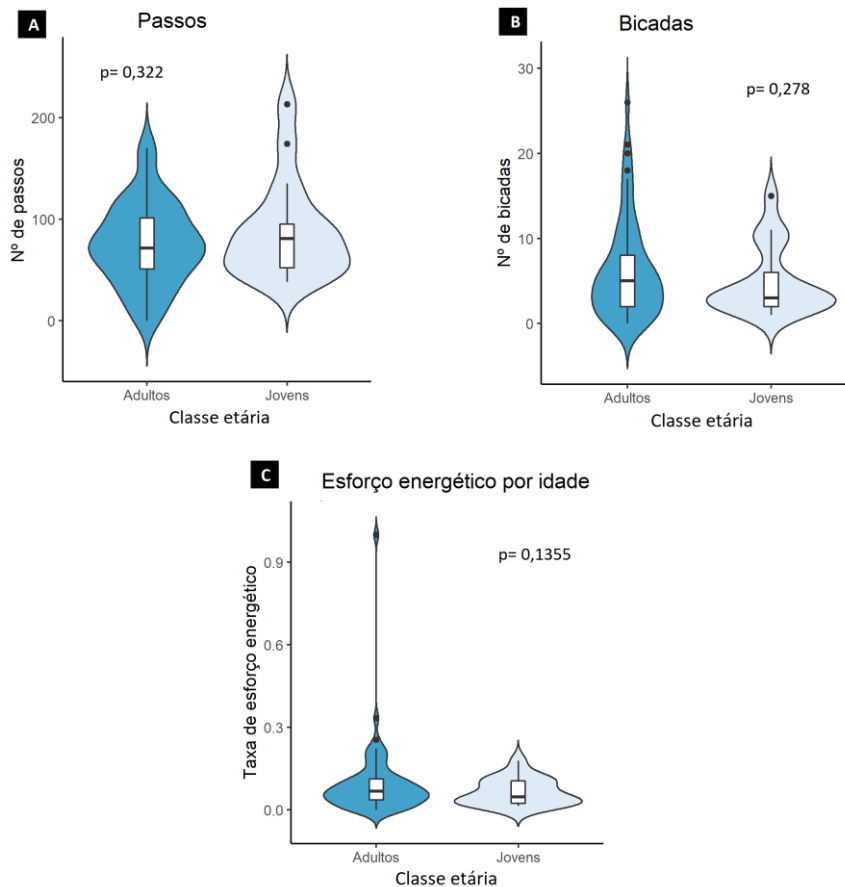 A
Passos
p= 0,322
Nº de passos
200
100
0
Adultos
Jovens
Classe etária
B
Bicadas
p= 0,278
Nº de bicadas
30
20
10
0
Adultos
Jovens
Classe etária
C
Esforço energético por idade
p= 0,1355
Taxa de esforço energético
0.9
0.6
0.3
0.0
Adultos
Jovens
Classe etária